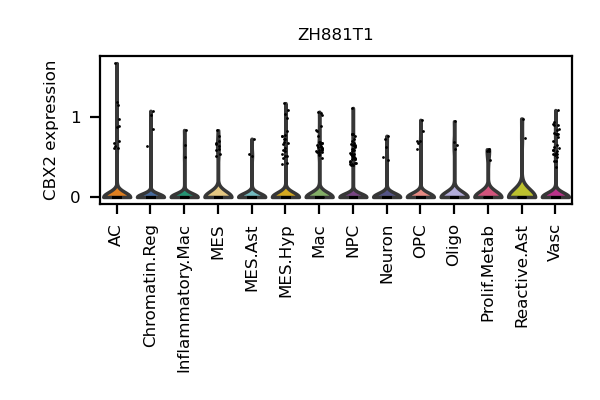 ZH881T1
CBX2 expression
1
0
AC
Chromatin.Reg
Inflammatory.Mac
MES
MES.Ast
MES.Hyp
Mac
NPC
Neuron
OPC
Oligo
Prolif.Metab
Reactive.Ast
Vasc